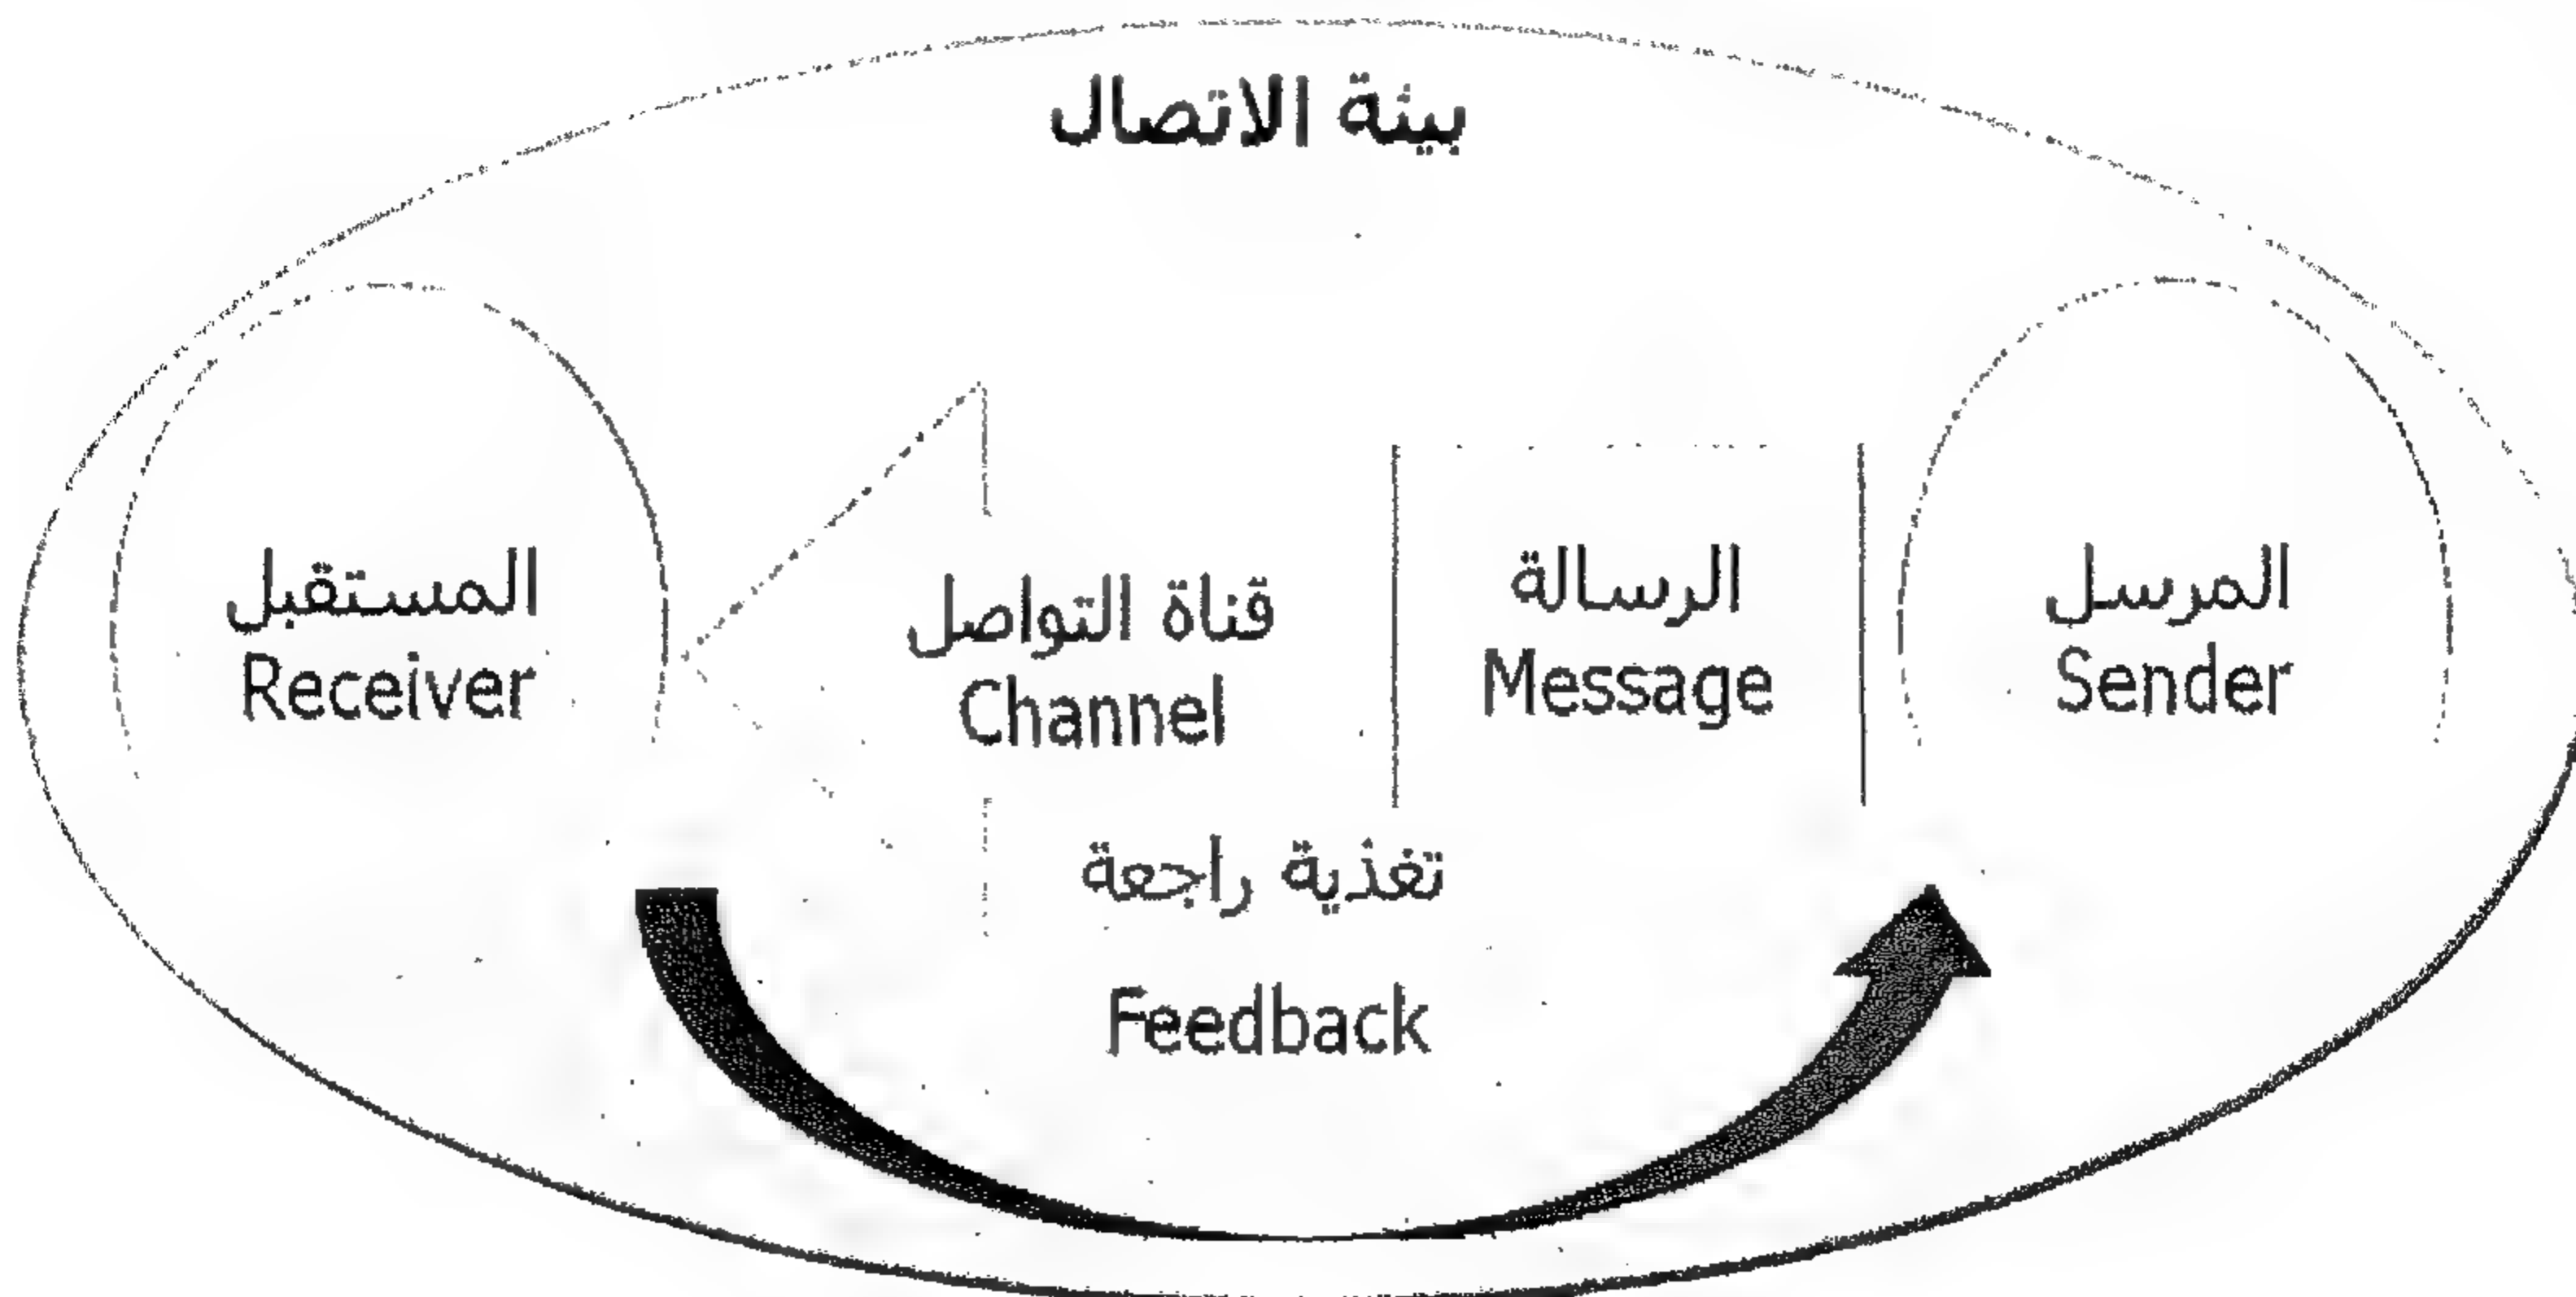 بيئة الاتصال
المرسل
Sender
الرسالة
Message
قناة التواصل
Channel
المستقبل
Receiver
تغذية راجعة
Feedback